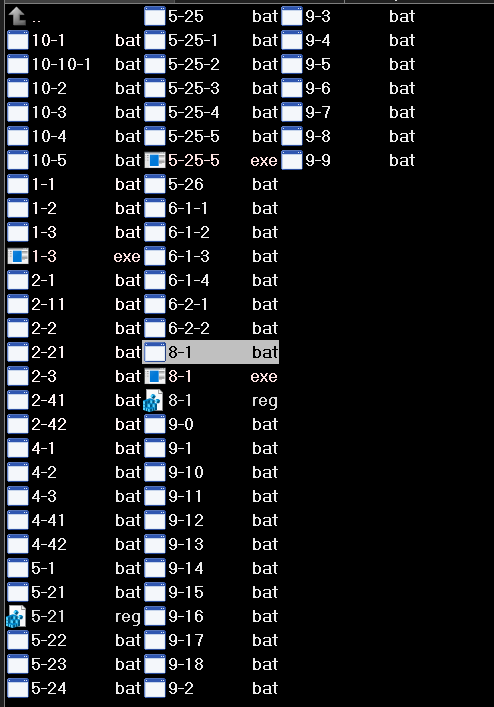 ..
10-1 bat
10-10-1 bat
10-2 bat
10-3 bat
10-4 bat
10-5 bat
1-1 bat
1-2 bat
1-3 bat
1-3 exe
2-1 bat
2-11 bat
2-2 bat
2-21 bat
2-3 bat
2-41 bat
2-42 bat
4-1 bat
4-2 bat
4-3 bat
4-41 bat
4-42 bat
5-1 bat
5-21 bat
5-21 reg
5-22 bat
5-23 bat
5-24 bat
5-25 bat
5-25-1 bat
5-25-2 bat
5-25-3 bat
5-25-4 bat
5-25-5 bat
5-25-5 exe
5-26 bat
6-1-1 bat
6-1-2 bat
6-1-3 bat
6-1-4 bat
6-2-1 bat
6-2-2 bat
8-1 bat
8-1 exe
8-1 reg
9-0 bat
9-1 bat
9-10 bat
9-11 bat
9-12 bat
9-13 bat
9-14 bat
9-15 bat
9-16 bat
9-17 bat
9-18 bat
9-2 bat
9-3 bat
9-4 bat
9-5 bat
9-6 bat
9-7 bat
9-8 bat
9-9 bat